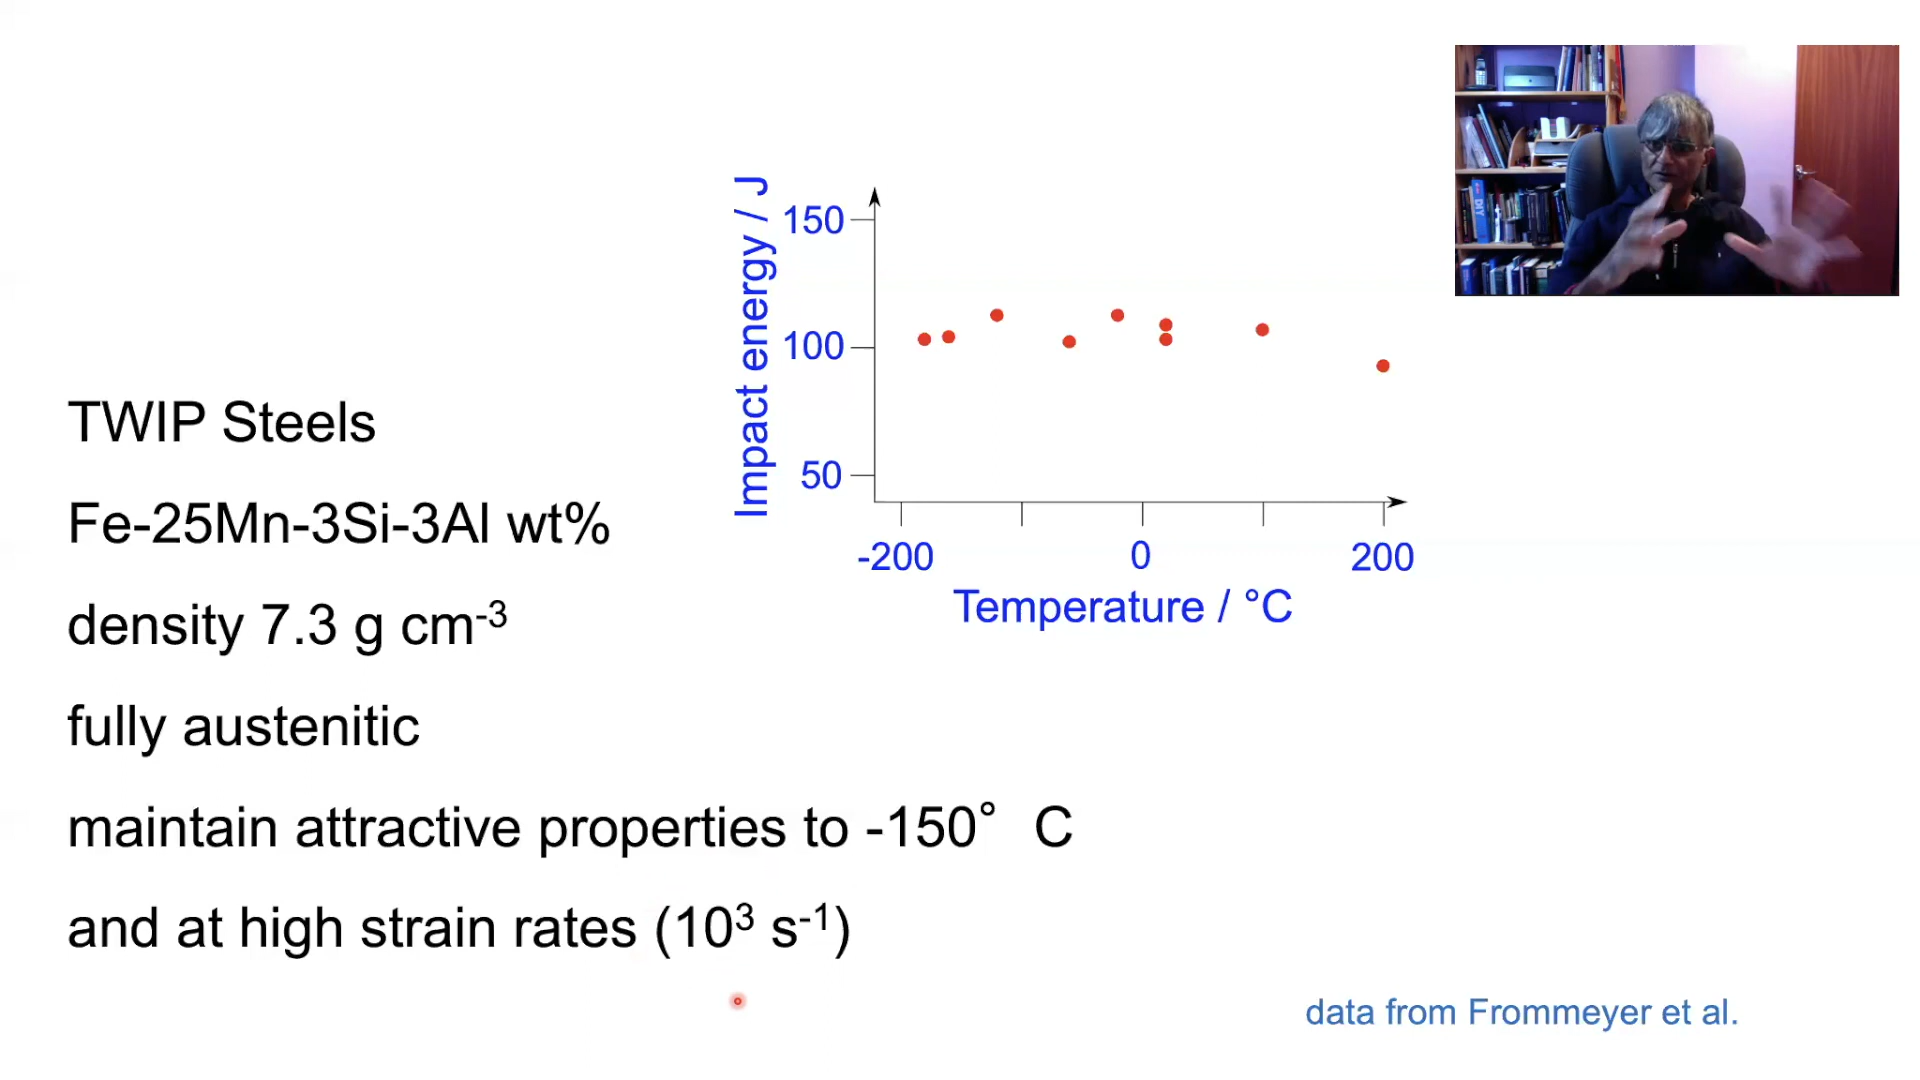 Impact energy / J
150
100
50
-200
0
200
Temperature / °C
TWIP Steels
Fe-25Mn-3Si-3Al wt%
density 7.3 g cm-3
fully austenitic
maintain attractive properties to -150° C
and at high strain rates (10³ s-1)
data from Frommeyer et al.
DIY